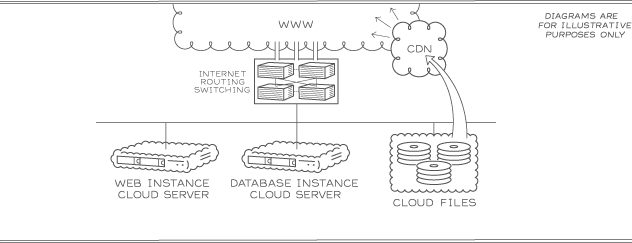 WWW
DIAGRAMS ARE
FOR ILLUSTRATIVE
PURPOSES ONLY
CDN
INTERNET
ROUTING
SWITCHING
WEB INSTANCE
CLOUD SERVER
DATABASE INSTANCE
CLOUD SERVER
CLOUD FILES